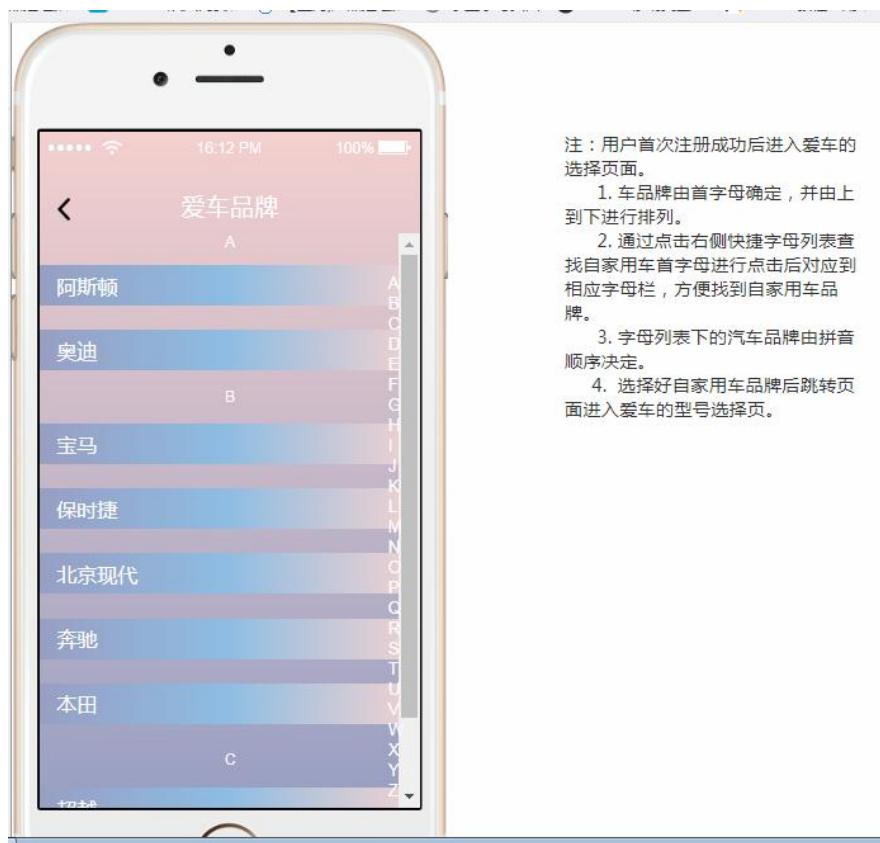 16:12 PM
100%
爱车品牌
A
阿斯顿
奥迪
B
宝马
保时捷
北京现代
奔驰
本田
C
A
B
C
D
E
F
G
H
I
J
K
L
M
N
O
P
Q
R
S
T
U
V
W
X
Y
Z
注：用户首次注册成功后进入爱车的
选择页面。
1. 车品牌由首字母确定，并由上
到下进行排列。
2. 通过点击右侧快捷字母列表查
找自家用车首字母进行点击后对应到
相应字母栏，方便找到自家用车品
牌。
3. 字母列表下的汽车品牌由拼音
顺序决定。
4. 选择好自家用车品牌后跳转页
面进入爱车的型号选择页。